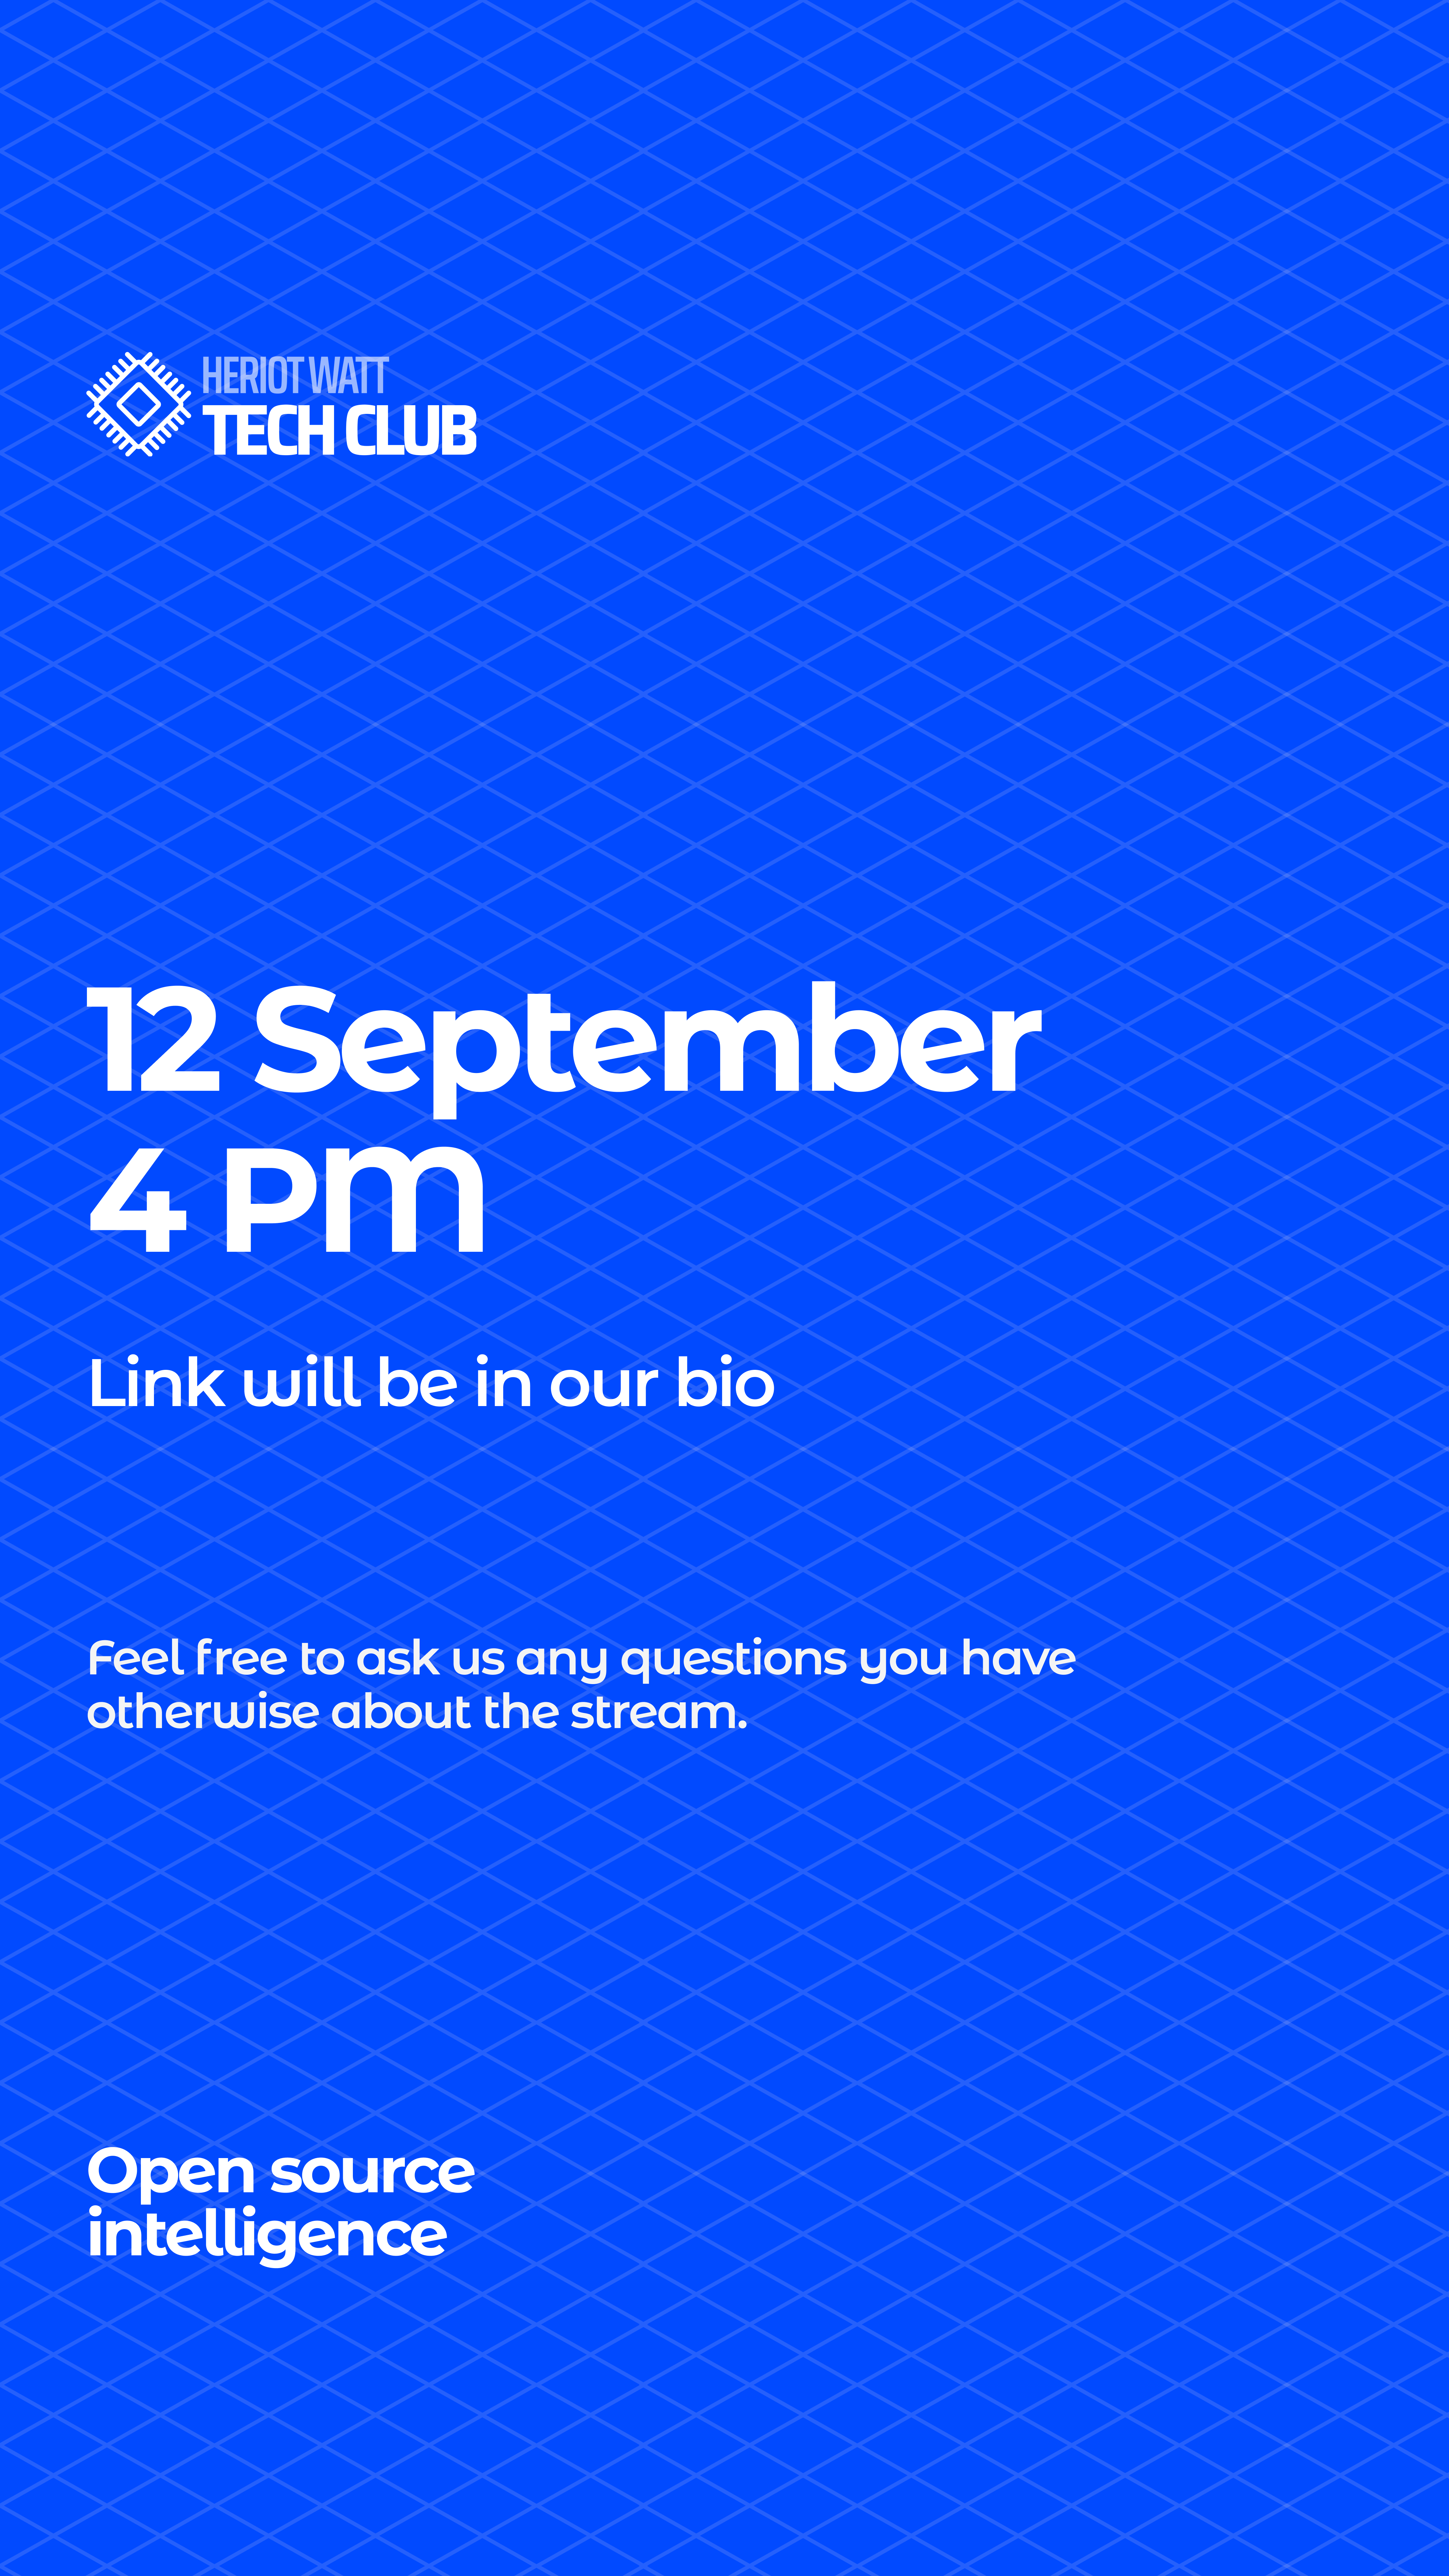 HERIOT WATT
TECH CLUB
12 September
4 PM
Link will be in our bio
Feel free to ask us any questions you have
otherwise about the stream.
Open source
intelligence